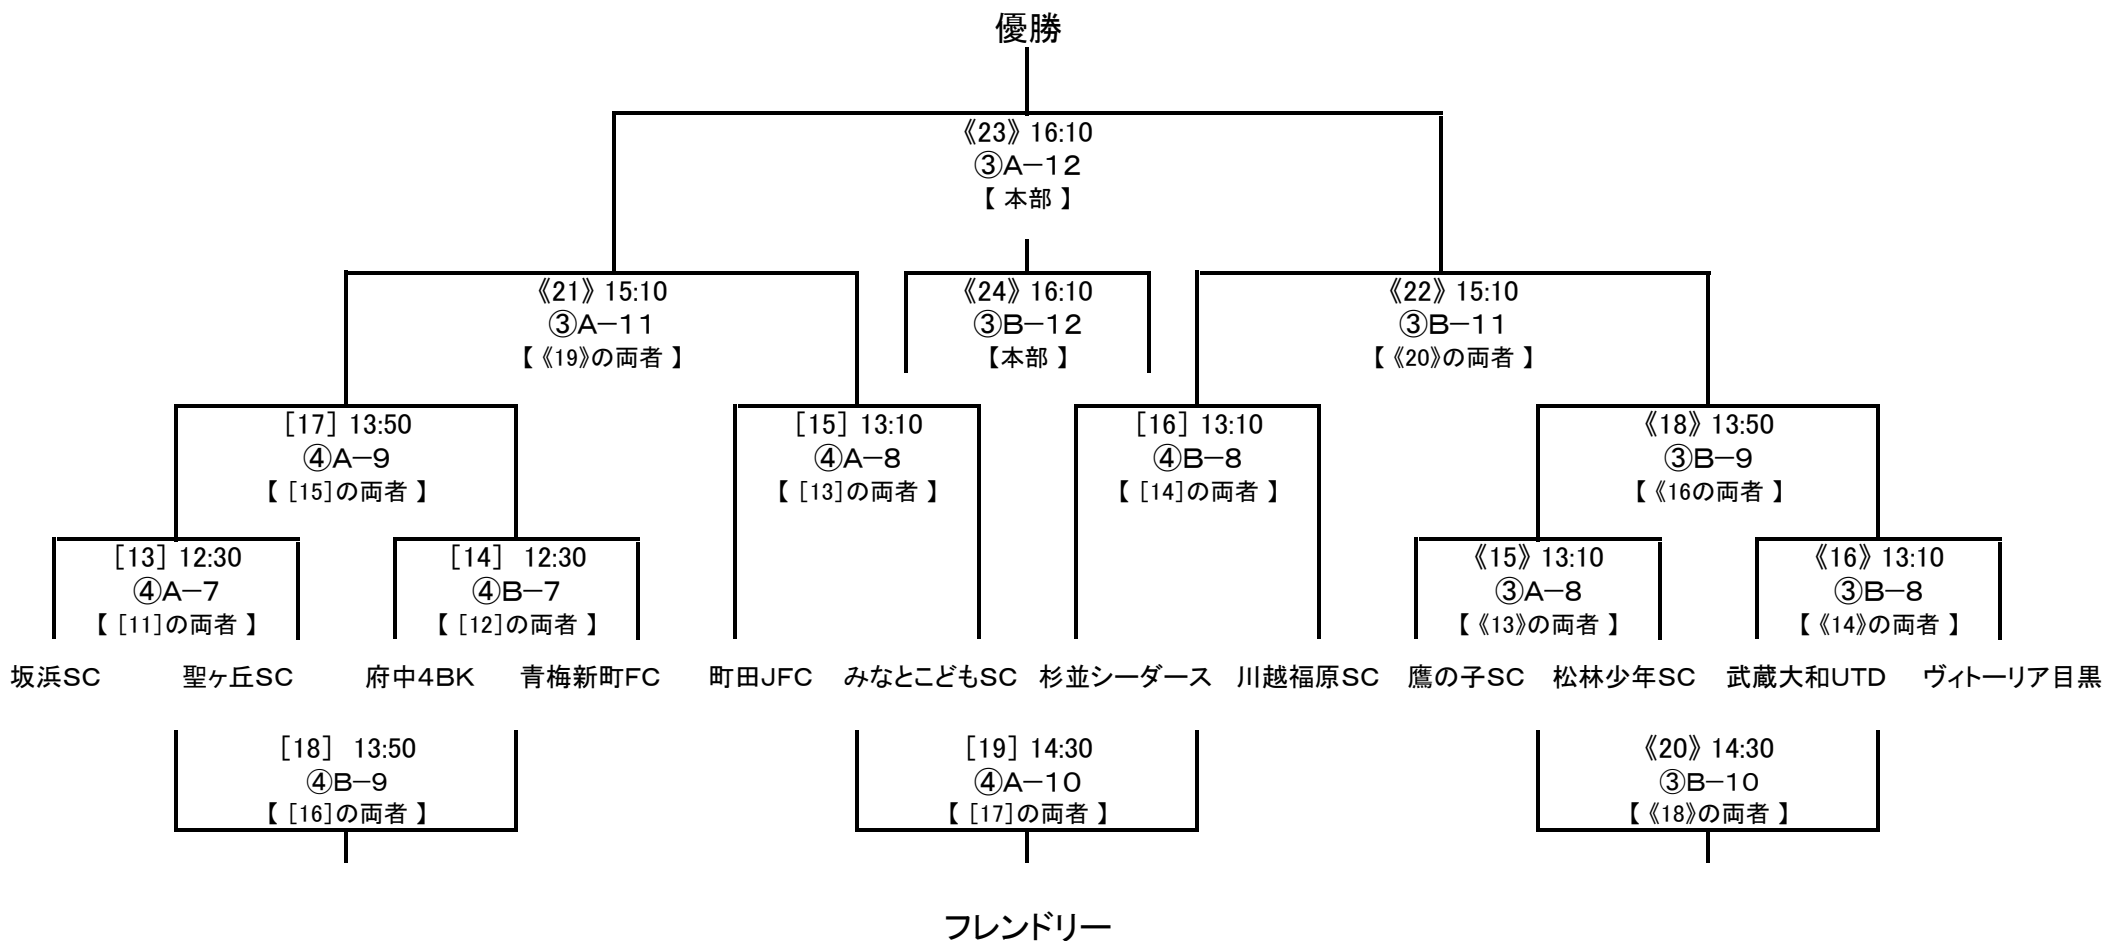 優勝
《23》 16:10
③A－12
【 本部 】
《21》 15:10
③A－11
【 《19》の両者 】
《24》 16:10
③B－12
【本部 】
《22》 15:10
③B－11
【 《20》の両者 】
[17] 13:50
④A－9
【 [15]の両者 】
[15] 13:10
④A－8
【 [13]の両者 】
[16] 13:10
④B－8
【 [14]の両者 】
《18》 13:50
③B－9
【 《16の両者 】
[13] 12:30
④A－7
【 [11]の両者 】
[14] 12:30
④B－7
【 [12]の両者 】
《15》 13:10
③A－8
【 《13》の両者 】
《16》 13:10
③B－8
【 《14》の両者 】
坂浜SC 聖ヶ丘SC 府中4BK 青梅新町FC 町田JFC みなとこどもSC 杉並シーダース 川越福原SC 鷹の子SC 松林少年SC 武蔵大和UTD ヴィトーリア目黒
[18] 13:50
④B－9
【 [16]の両者 】
[19] 14:30
④A－10
【 [17]の両者 】
《20》 14:30
③B－10
【 《18》の両者 】
フレンドリー